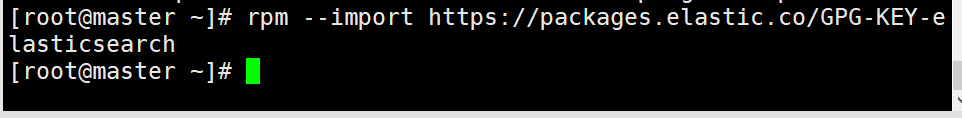 [root@master ~]# rpm --import https://packages.elastic.co/GPG-KEY-e
lasticsearch
[root@master ~]#